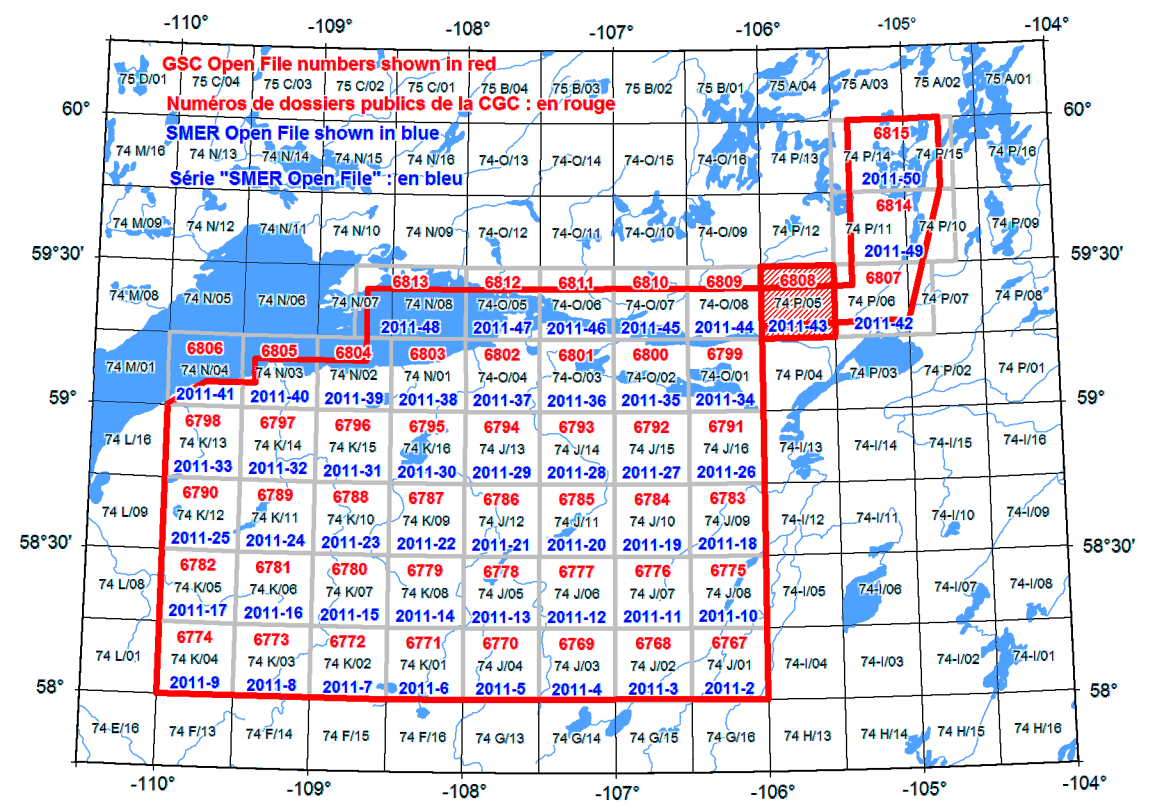 -110° -109° -108° -107° -106° -105° -104°
GSC Open File numbers shown in red
75 D/01 75 C/04 75 C/03 75 C/02 75 C/01 75 B/04 75 B/03 75 B/02 75 B/01 75 A/04 75 A/03 75 A/02 75 A/01
60° 60°
Numéros de dossiers publics de la CGC : en rouge
SMER Open File shown in blue
6815
74 M/16 74 N/13 74 N/14 74 N/15 74 N/16 74-O/13 74-O/14 74-O/15 74-O/16 74 P/13 74 P/14 74 P/15 74 P/16
Série "SMER Open File" : en bleu
2011-50
6814
74 M/09 74 N/12 74 N/11 74 N/10 74 N/09 74-O/12 74-O/11 74-O/10 74-O/09 74 P/12 74 P/11 74 P/10 74 P/09
2011-49
59°30' 59°30'
6813 6812 6811 6810 6809 6808 6807
74 M/08 74 N/05 74 N/06 74 N/07 74 N/08 74-O/05 74-O/06 74-O/07 74-O/08 74 P/05 74 P/06 74 P/07 74 P/08
2011-48 2011-47 2011-46 2011-45 2011-44 2011-43 2011-42
6806 6805 6804 6803 6802 6801 6800 6799
74 M/01 74 N/04 74 N/03 74 N/02 74 N/01 74-O/04 74-O/03 74-O/02 74-O/01 74 P/04 74 P/03 74 P/02 74 P/01
2011-41 2011-40 2011-39 2011-38 2011-37 2011-36 2011-35 2011-34
59° 59°
6798 6797 6796 6795 6794 6793 6792 6791
74 L/16 74 K/13 74 K/14 74 K/15 74 K/16 74 J/13 74 J/14 74 J/15 74 J/16 74-I/13 74-I/14 74-I/15 74-I/16
2011-33 2011-32 2011-31 2011-30 2011-29 2011-28 2011-27 2011-26
6790 6789 6788 6787 6786 6785 6784 6783
74 L/09 74 K/12 74 K/11 74 K/10 74 K/09 74 J/12 74 J/11 74 J/10 74 J/09 74-I/12 74-I/11 74-I/10 74-I/09
2011-25 2011-24 2011-23 2011-22 2011-21 2011-20 2011-19 2011-18
58°30' 58°30'
6782 6781 6780 6779 6778 6777 6776 6775
74 L/08 74 K/05 74 K/06 74 K/07 74 K/08 74 J/05 74 J/06 74 J/07 74 J/08 74-I/05 74-I/06 74-I/07 74-I/08
2011-17 2011-16 2011-15 2011-14 2011-13 2011-12 2011-11 2011-10
6774 6773 6772 6771 6770 6769 6768 6767
74 L/01 74 K/04 74 K/03 74 K/02 74 K/01 74 J/04 74 J/03 74 J/02 74 J/01 74-I/04 74-I/03 74-I/02 74-I/01
2011-9 2011-8 2011-7 2011-6 2011-5 2011-4 2011-3 2011-2
58° 58°
74 E/16 74 F/13 74 F/14 74 F/15 74 F/16 74 G/13 74 G/14 74 G/15 74 G/16 74 H/13 74 H/14 74 H/15 74 H/16
-110° -109° -108° -107° -106° -105° -104°